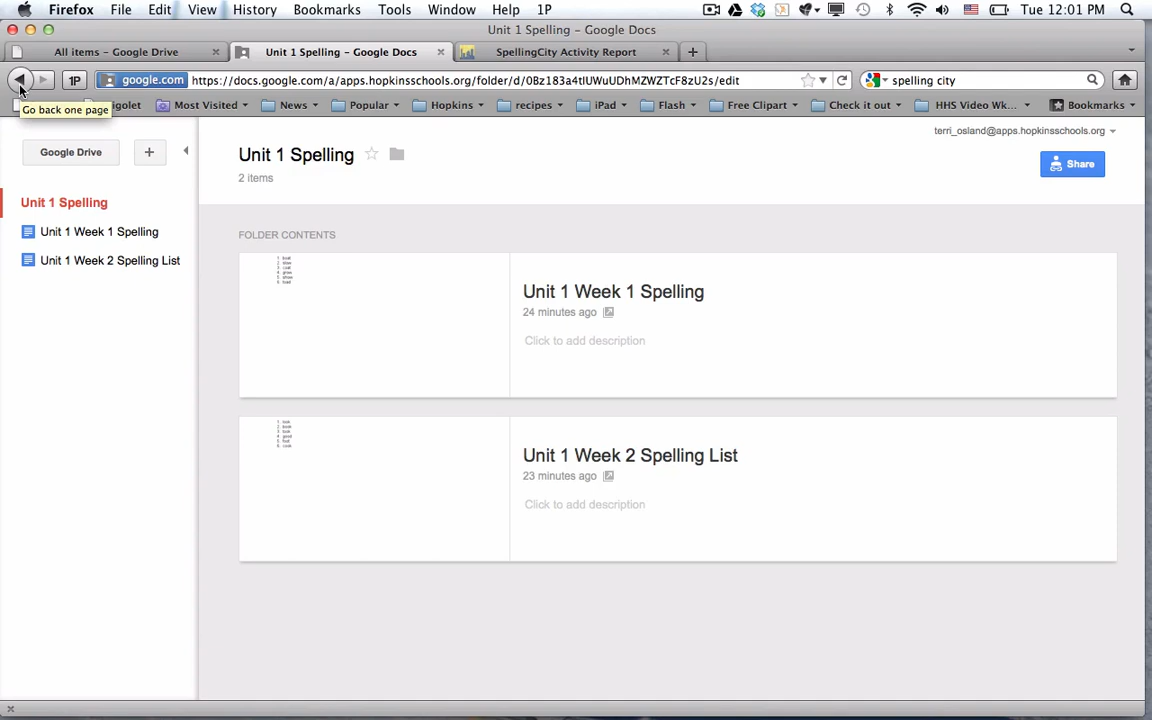 Firefox File Edit View History Bookmarks Tools Window Help 1P Tue 12:01 PM
Unit 1 Spelling – Google Docs
All items – Google Drive Unit 1 Spelling – Google Docs SpellingCity Activity Report
1P google.com https://docs.google.com/a/apps.hopkinsschools.org/folder/d/0Bz183a4tIUWuUDhMZWZTcF8zU2s/edit spelling city
igolet Most Visited News Popular Hopkins recipes iPad Flash Free Clipart Check it out HHS Video Wk... Bookmarks
Go back one page
terri_osland@apps.hopkinsschools.org
Google Drive
Unit 1 Spelling
2 items
Share
Unit 1 Spelling
Unit 1 Week 1 Spelling
Unit 1 Week 2 Spelling List
FOLDER CONTENTS
Unit 1 Week 1 Spelling
24 minutes ago
Click to add description
Unit 1 Week 2 Spelling List
23 minutes ago
Click to add description